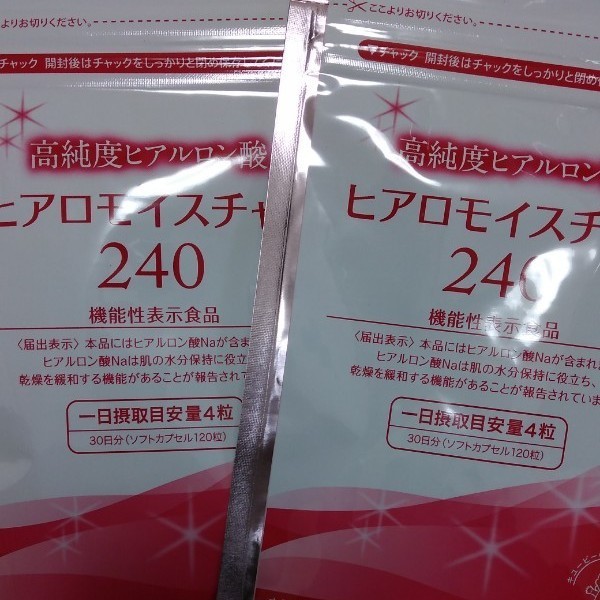 よりお切りください。
チャック 開封後はチャックをしっかりと閉め保存
高純度ヒアルロン酸
ヒアロモイスチャ
240
機能性表示食品
〈届出表示〉本品にはヒアルロン酸Naが含ま
ヒアルロン酸Naは肌の水分保持に役立
乾燥を緩和する機能があることが報告されて
一日摂取目安量4粒
30日分(ソフトカプセル120粒)
ここよりお切りください。
▼チャック 開封後はチャックをしっかりと閉め保
高純度ヒアルロン
ヒアロモイスチ
240
機能性表示食品
〈届出表示〉本品にはヒアルロン酸Naが含まれ
ヒアルロン酸Naは肌の水分保持に役立ち、
乾燥を緩和する機能があることが報告されていま
一日摂取目安量4粒
30日分(ソフトカプセル120粒)
キユーピー